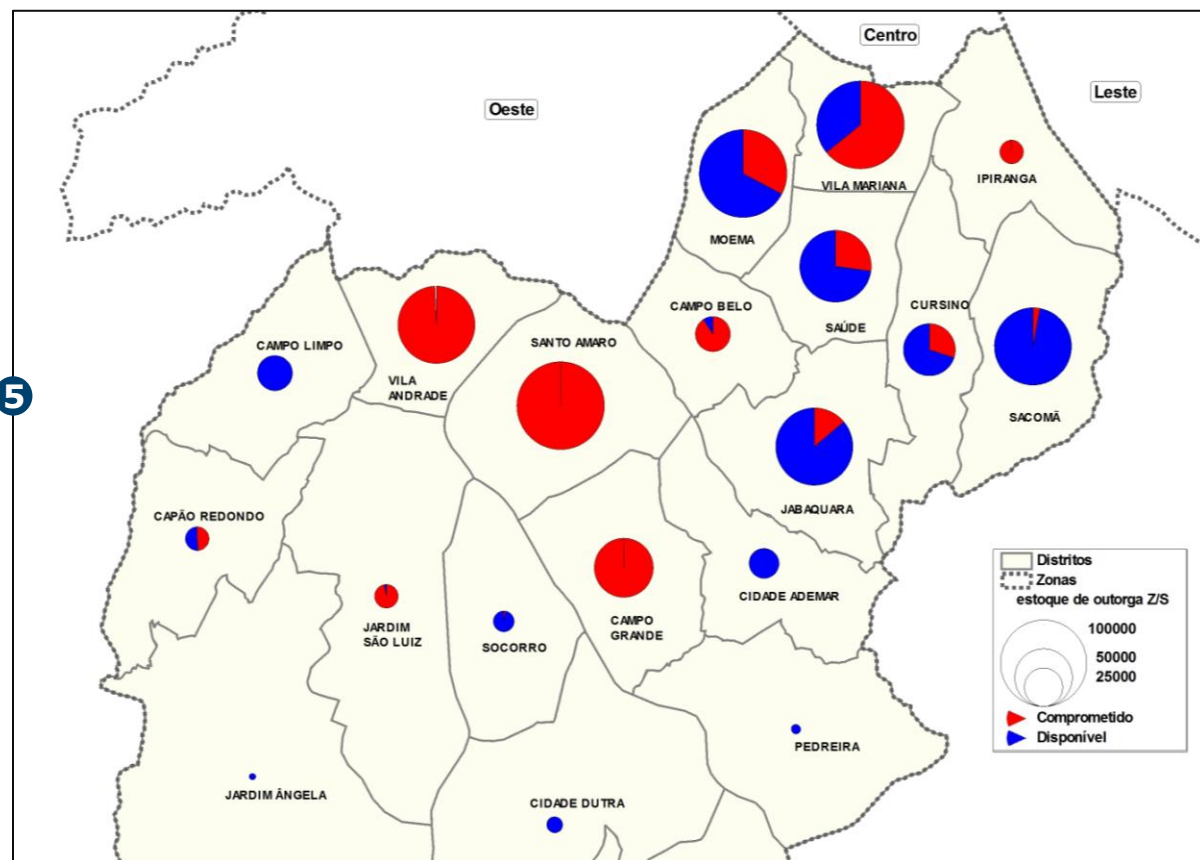 Centro
Oeste
Leste
VILA MARIANA
IPIRANGA
MOEMA
CAMPO BELO
SAÚDE
CURSINO
CAMPO LIMPO
SANTO AMARO
VILA
ANDRADE
5
SACOMÃ
CAPÃO REDONDO
JABAQUARA
CIDADE ADEMAR
JARDIM
SÃO LUIZ
SOCORRO
CAMPO
GRANDE
PEDREIRA
JARDIM ÂNGELA
CIDADE DUTRA
Distritos
Zonas
estoque de outorga Z/S
100000
50000
25000
Comprometido
Disponível